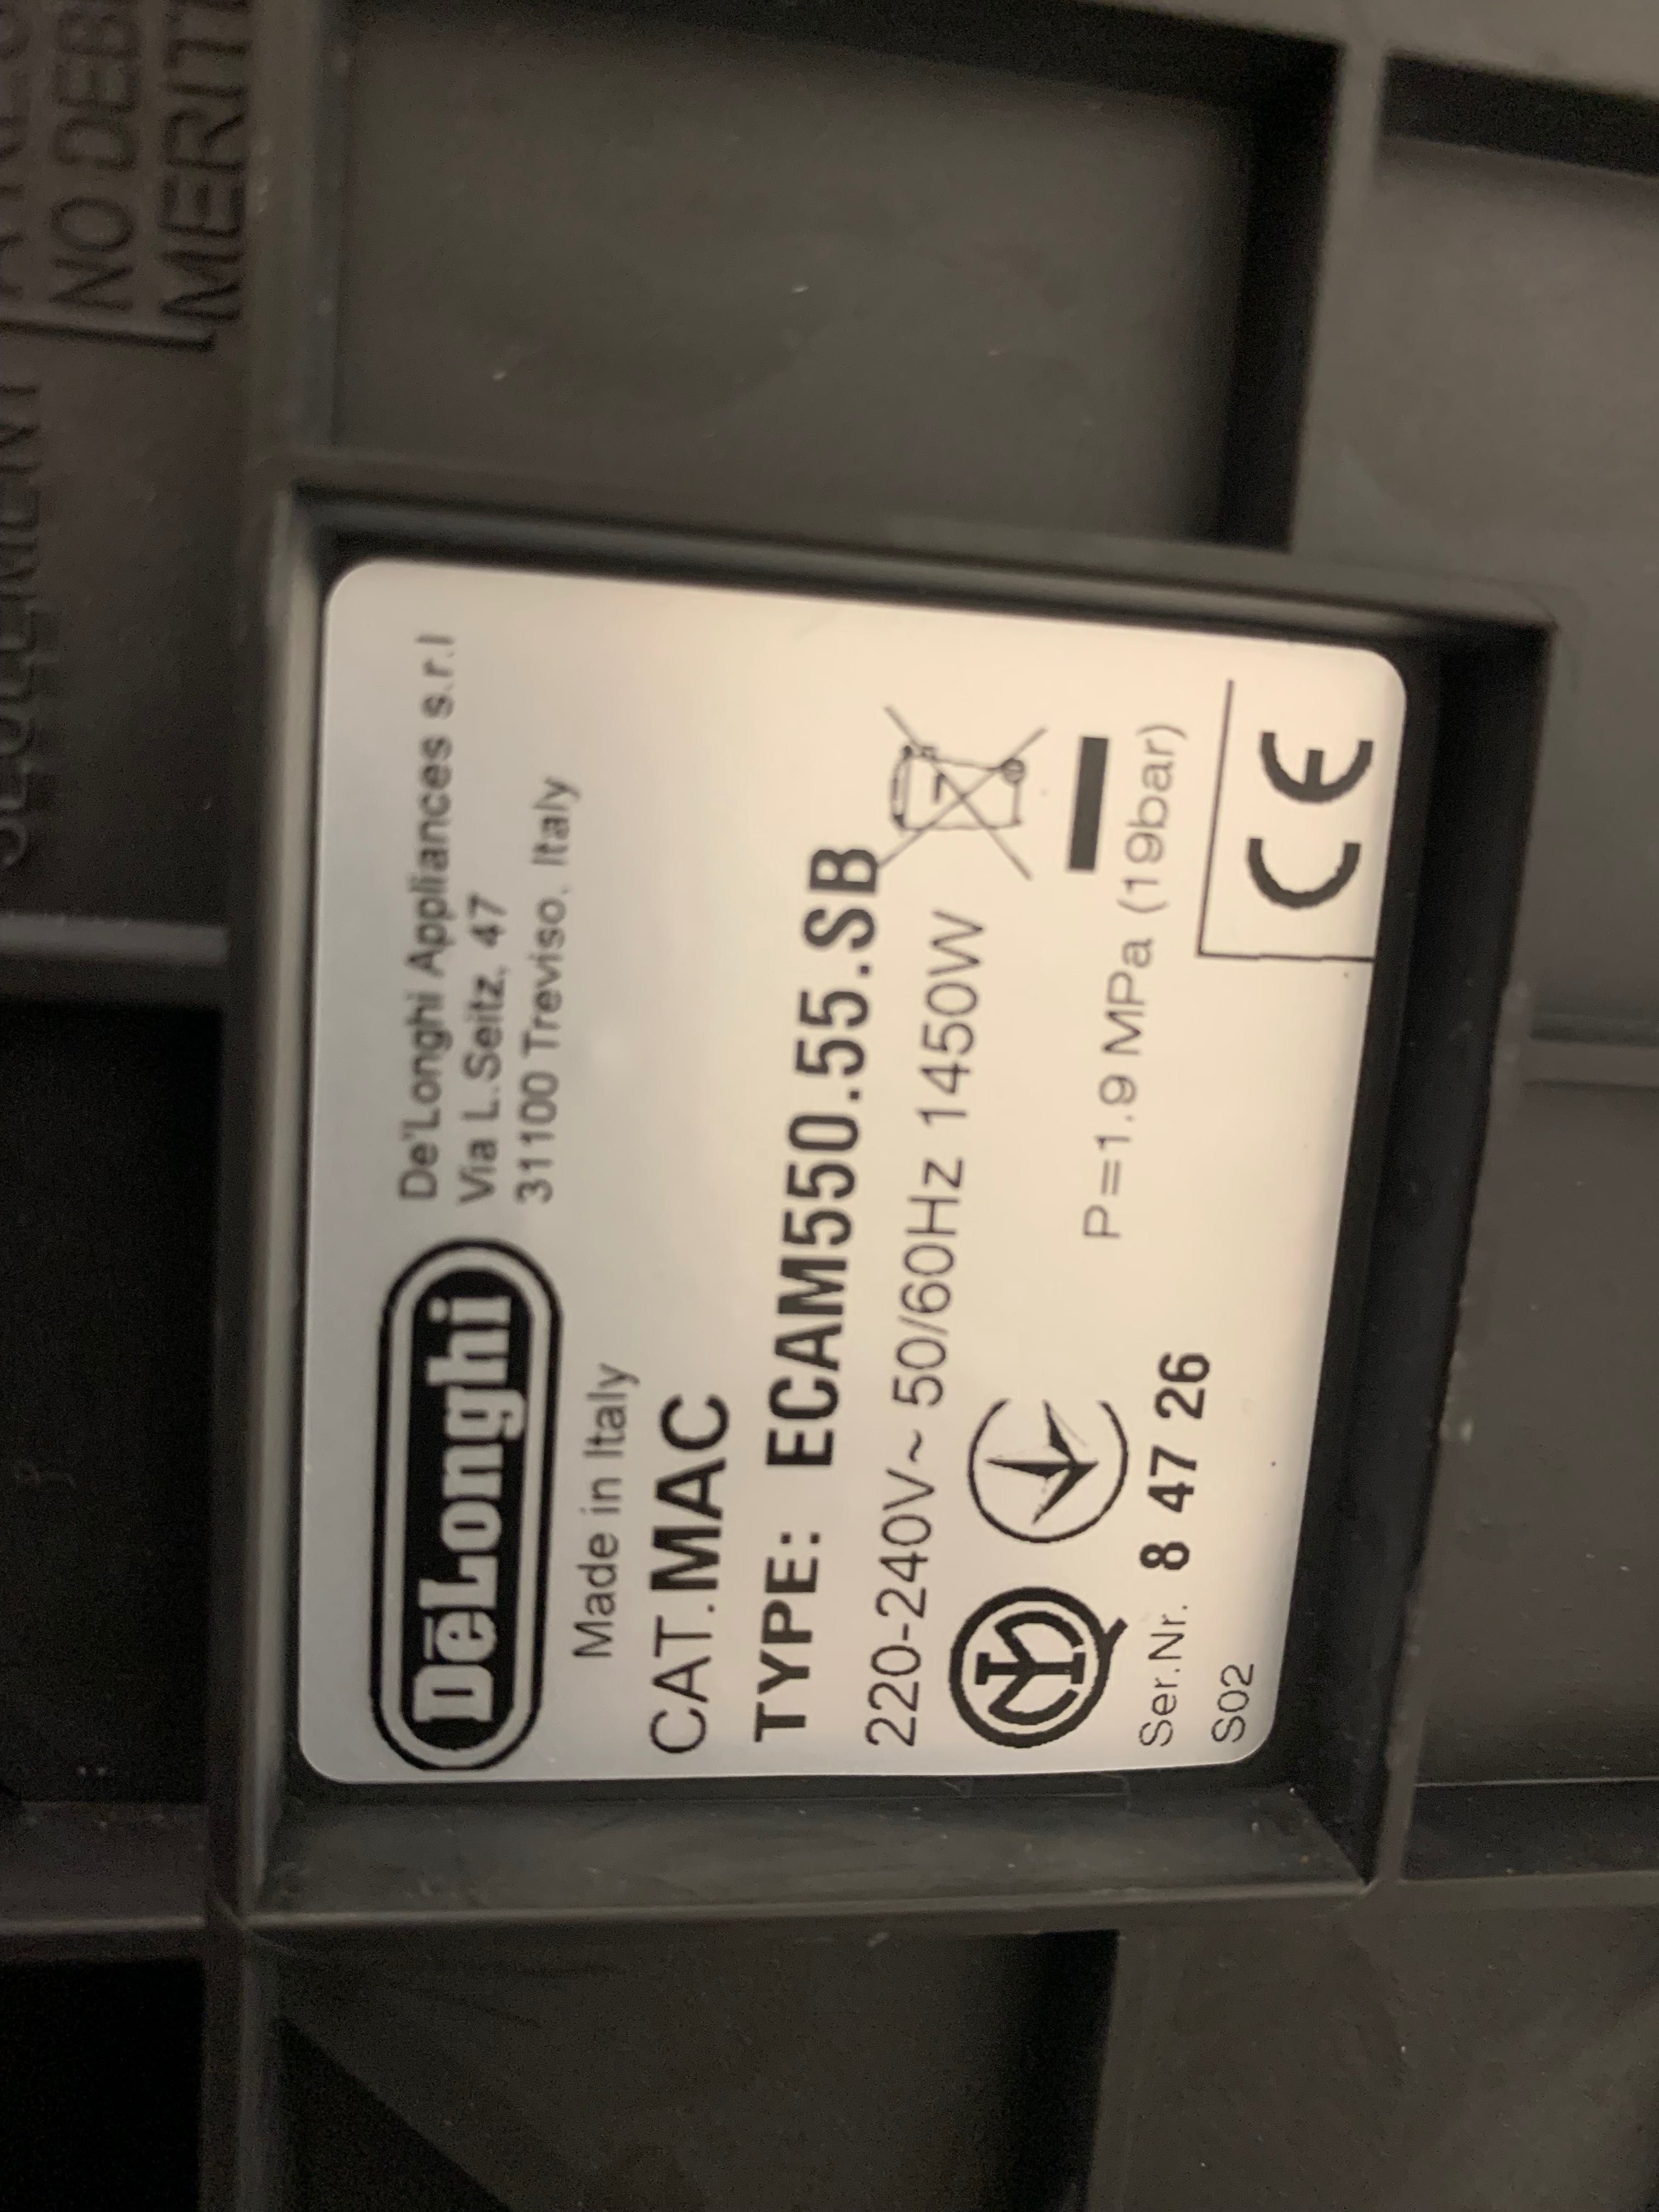 NO DEB
MERIT
DeLonghi
De'Longhi Appliances s.r.l
Via L.Seitz, 47
31100 Treviso, Italy
Made in Italy
CAT.MAC
TYPE: ECAM550.55.SB
220-240V~ 50/60Hz 1450W
P=1.9 MPa (19bar)
Ser.Nr. 8 47 26
S02
CE